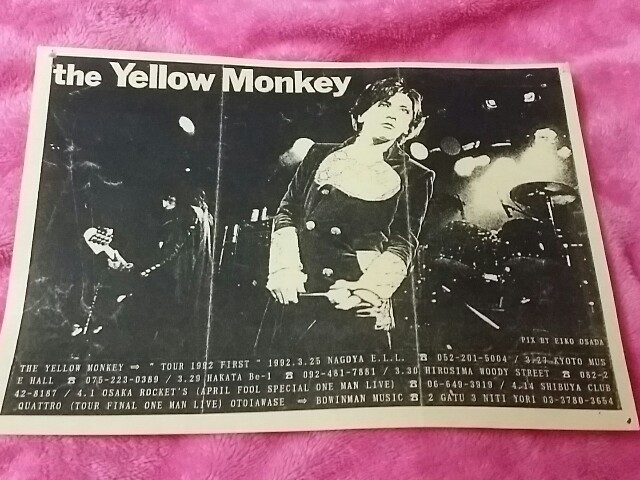 the Yellow Monkey
PIX BY EIKO OSADA
THE YELLOW MONKEY ⇨ " TOUR 1992 FIRST " 1992.3.25 NAGOYA E.L.L. ☎ 052-201-5004 / 3.27 KYOTO MUS
E HALL ☎ 075-223-0389 / 3.29 HAKATA Be-1 ☎ 092-481-7881 / 3.30 HIROSIMA WOODY STREET ☎ 082-2
42-8187 / 4.1 OSAKA ROCKET'S (APRIL FOOL SPECIAL ONE MAN LIVE) ☎ 06-649-3919 / 4.14 SHIBUYA CLUB
QUATTRO (TOUR FINAL ONE MAN LIVE) OTOIAWASE ⇨ BOWINMAN MUSIC ☎ 2 GATU 3 NITI YORI 03-3780-3654